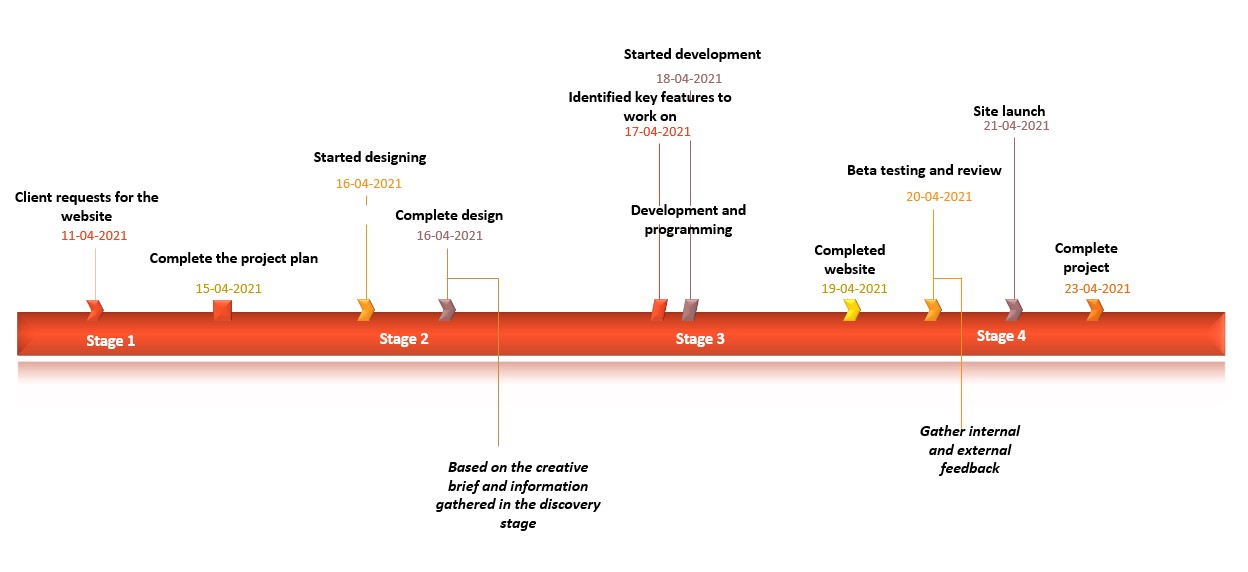 Client requests for the
website
11-04-2021
Complete the project plan
15-04-2021
Stage 1
Started designing
16-04-2021
Complete design
16-04-2021
Stage 2
Based on the creative
brief and information
gathered in the discovery
stage
Started development
18-04-2021
Identified key features to
work on
17-04-2021
Development and
programming
Stage 3
Completed
website
19-04-2021
Beta testing and review
20-04-2021
Site launch
21-04-2021
Complete
project
23-04-2021
Stage 4
Gather internal
and external
feedback